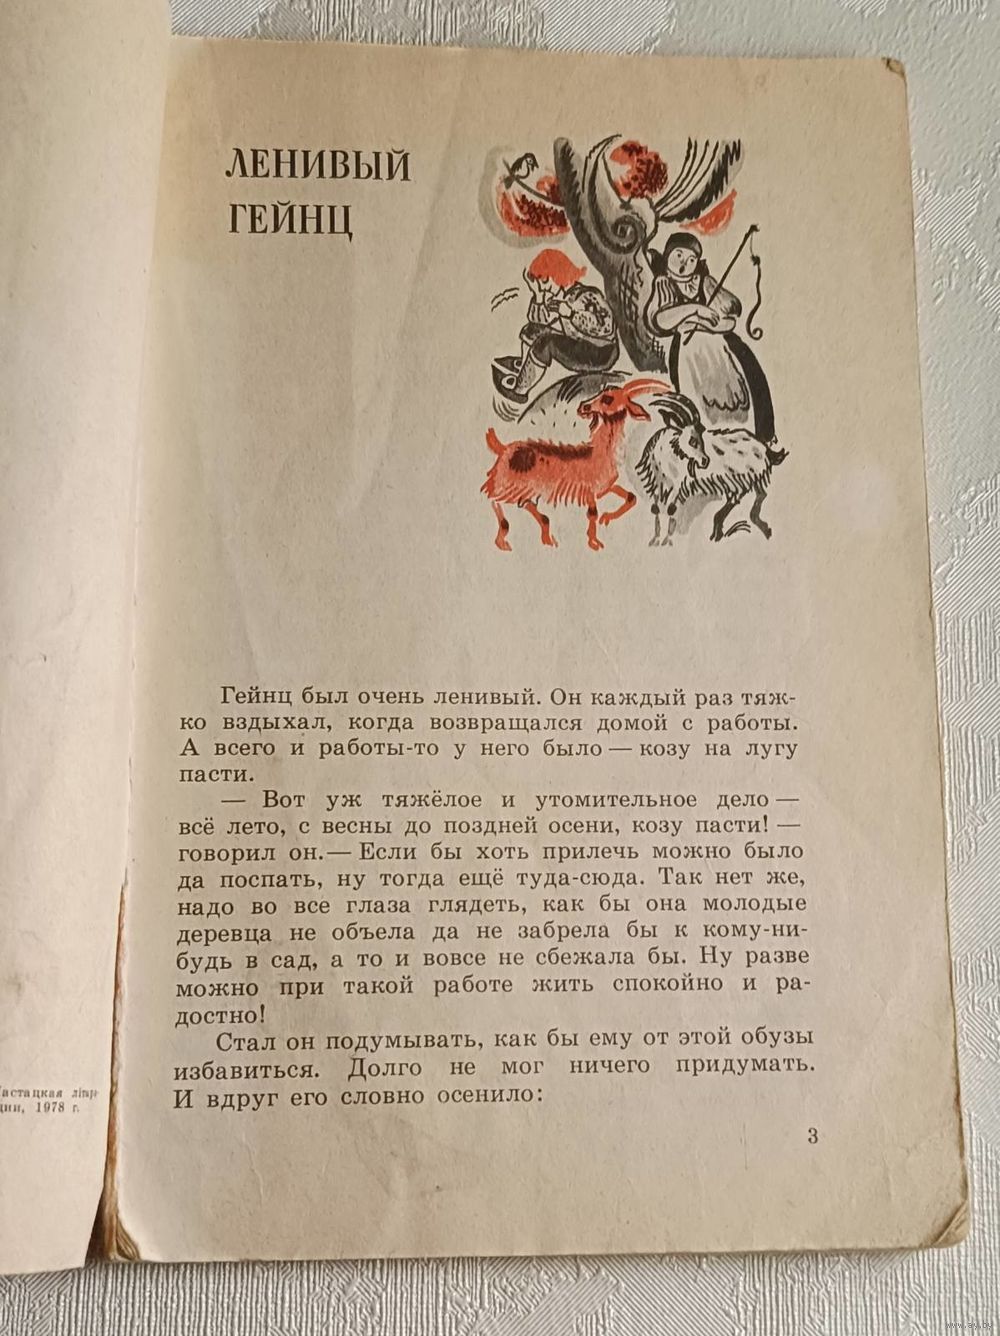 ЛЕНИВЫЙ
ГЕЙНЦ
Гейнц был очень ленивый. Он каждый раз тяж-
ко вздыхал, когда возвращался домой с работы.
А всего и работы-то у него было — козу на лугу
пасти.
— Вот уж тяжёлое и утомительное дело —
всё лето, с весны до поздней осени, козу пасти! —
говорил он.— Если бы хоть прилечь можно было
да поспать, ну тогда ещё туда-сюда. Так нет же,
надо во все глаза глядеть, как бы она молодые
деревца не объела да не забрела бы к кому-ни-
будь в сад, а то и вовсе не сбежала бы. Ну разве
можно при такой работе жить спокойно и ра-
достно!
Стал он подумывать, как бы ему от этой обузы
избавиться. Долго не мог ничего придумать.
И вдруг его словно осенило:
3
1978 г.
www.ay.by